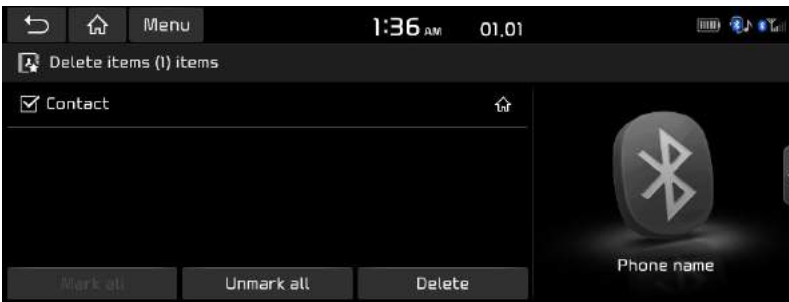 Menu 1:36 AM 01.01
Delete items (1) items
Contact
Mark all Unmark all Delete
Phone name